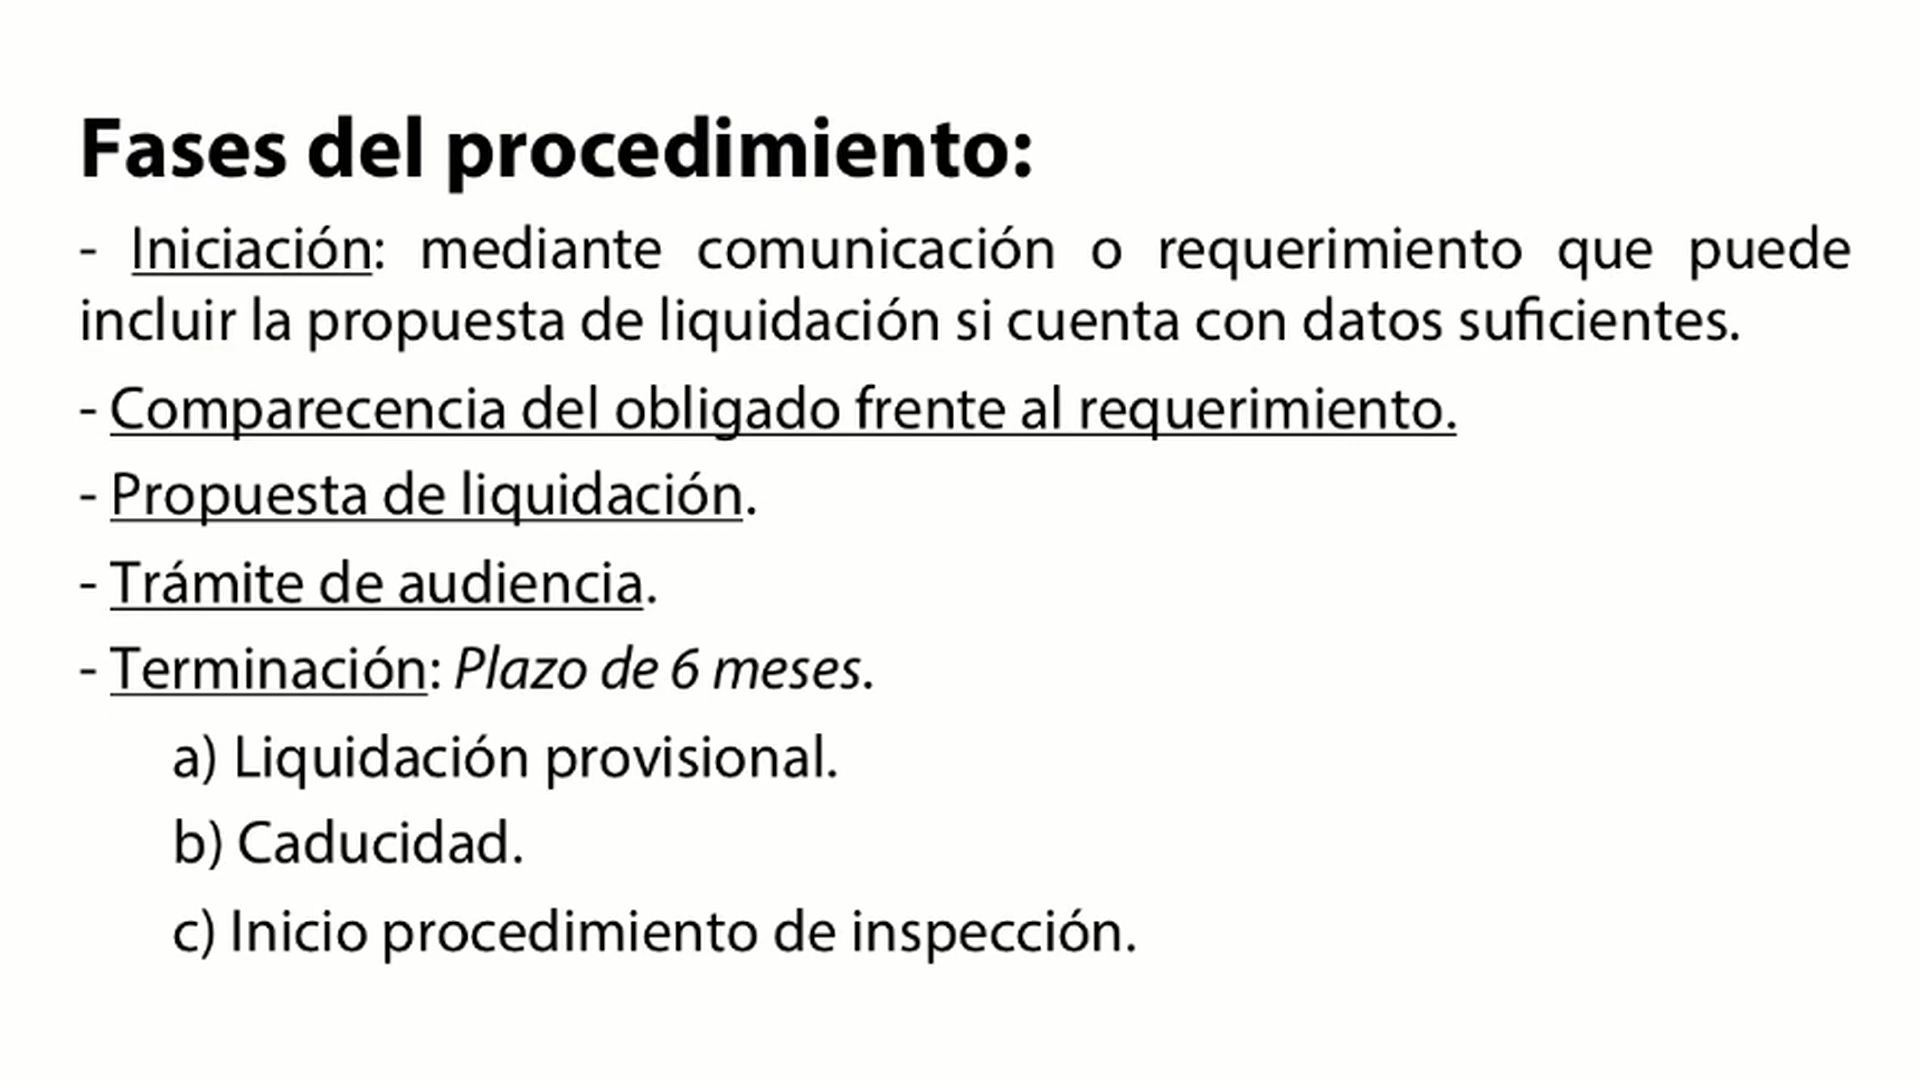 Fases del procedimiento:
- Iniciación: mediante comunicación o requerimiento que puede
incluir la propuesta de liquidación si cuenta con datos suficientes.
- Comparecencia del obligado frente al requerimiento.
- Propuesta de liquidación.
- Trámite de audiencia.
- Terminación: Plazo de 6 meses.
a) Liquidación provisional.
b) Caducidad.
c) Inicio procedimiento de inspección.